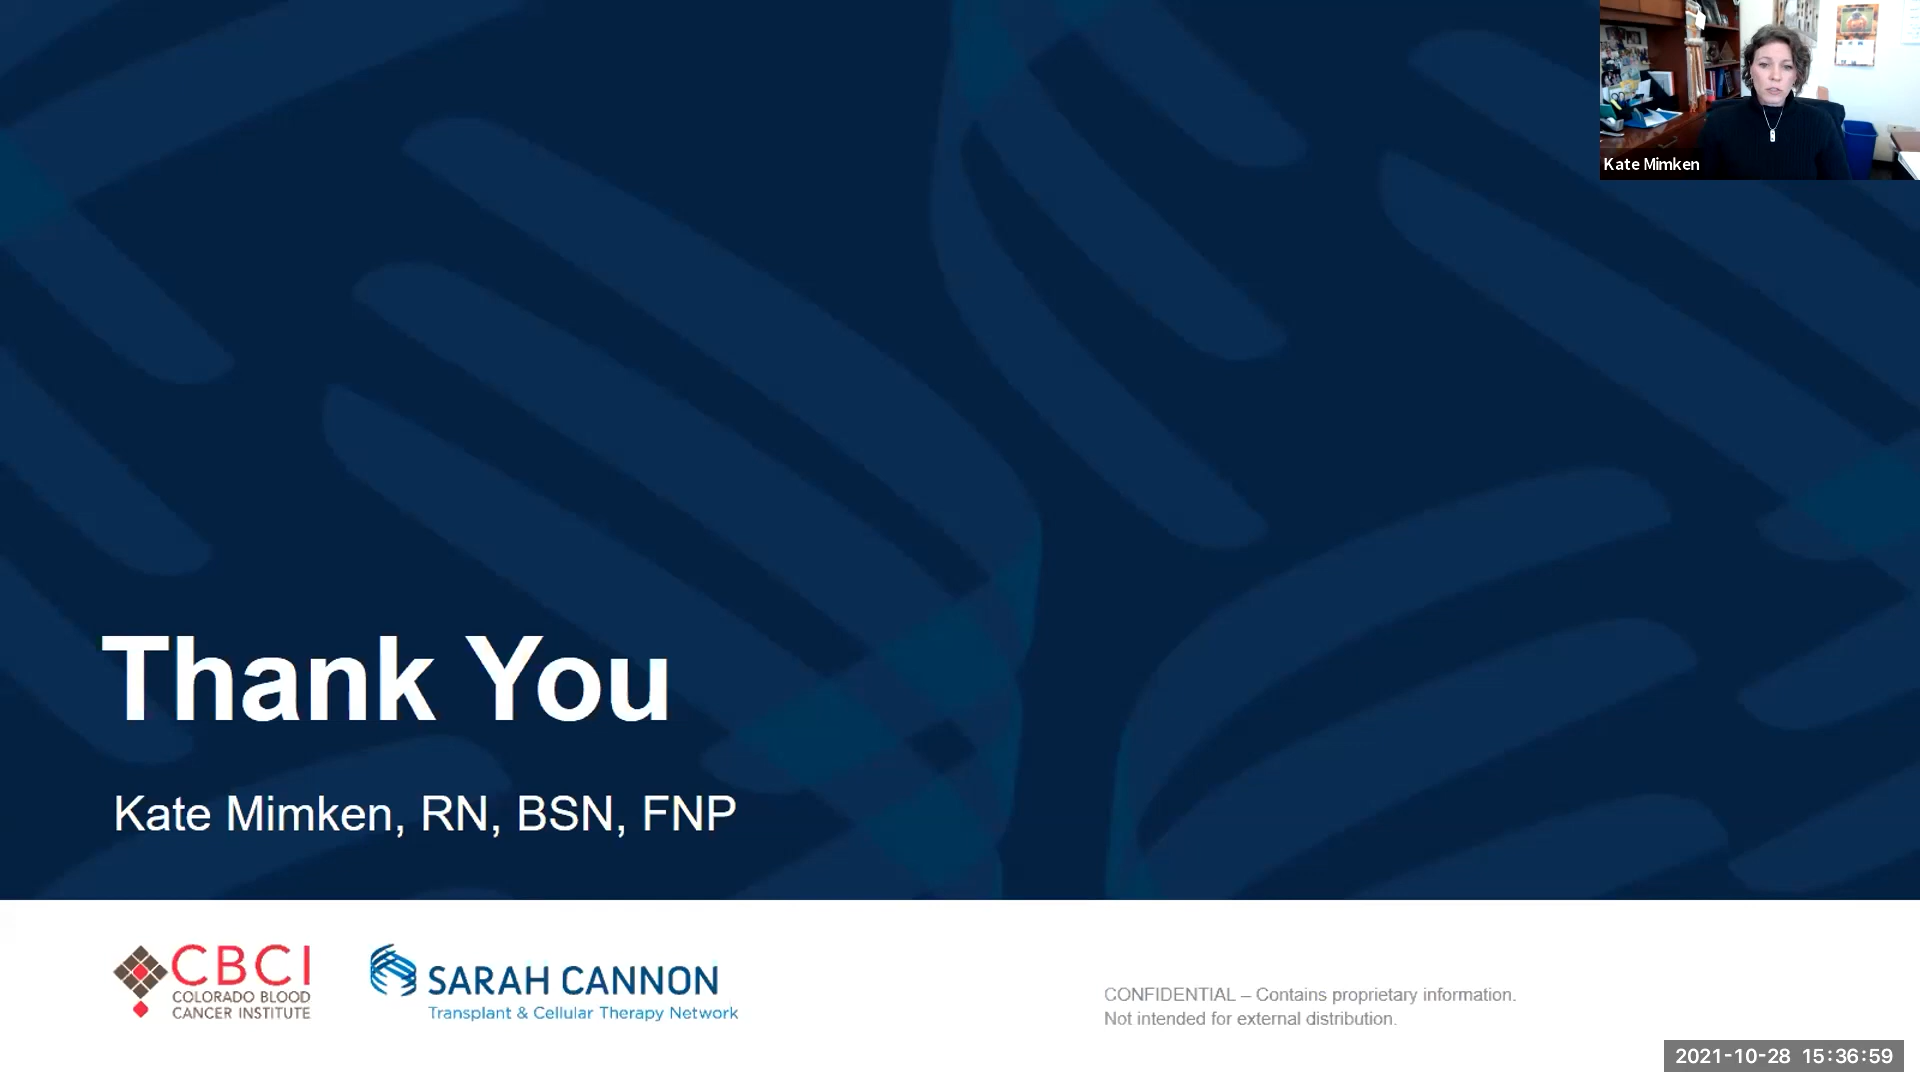 Kate Mimken
Thank You
Kate Mimken, RN, BSN, FNP
CBCI
COLORADO BLOOD
CANCER INSTITUTE
SARAH CANNON
Transplant & Cellular Therapy Network
CONFIDENTIAL – Contains proprietary information.
Not intended for external distribution.
2021-10-28 15:36:59